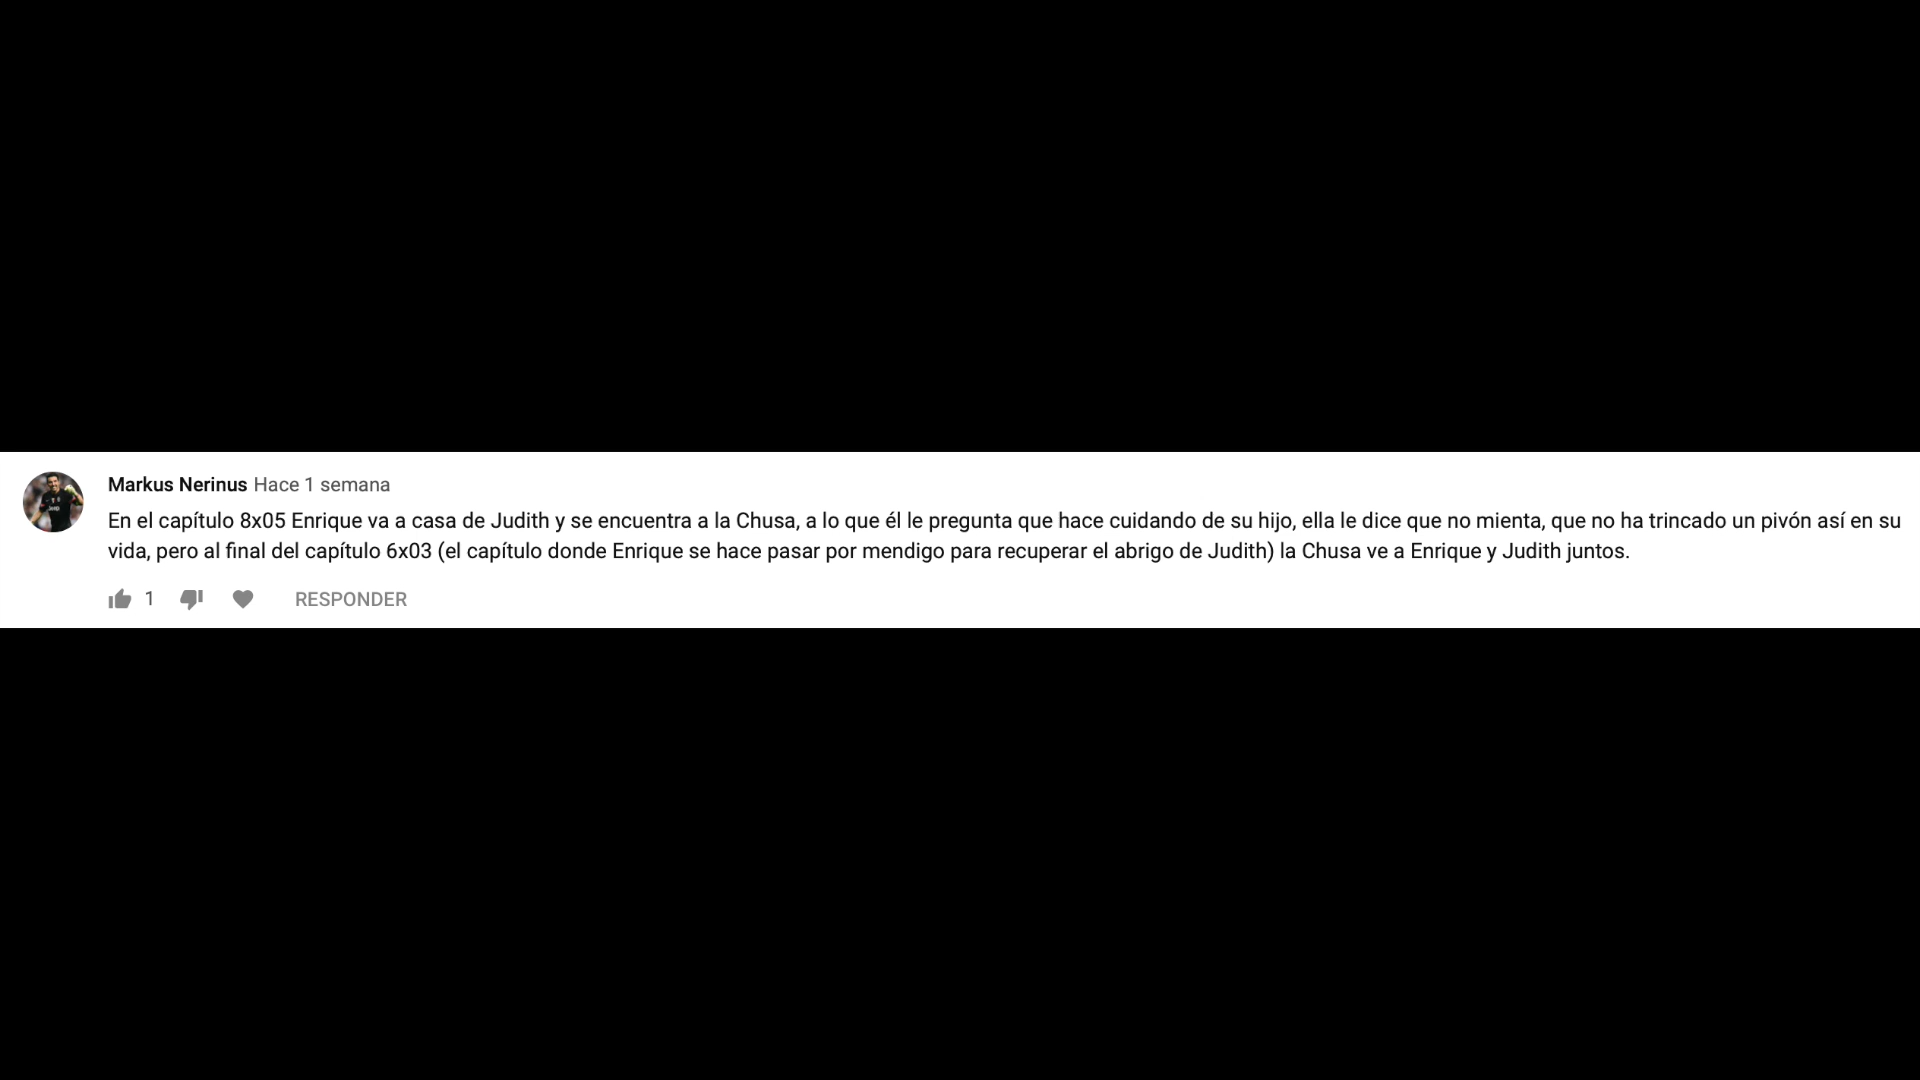 Markus Nerinus Hace 1 semana
En el capítulo 8x05 Enrique va a casa de Judith y se encuentra a la Chusa, a lo que él le pregunta que hace cuidando de su hijo, ella le dice que no mienta, que no ha trincado un pivón así en su
vida, pero al final del capítulo 6x03 (el capítulo donde Enrique se hace pasar por mendigo para recuperar el abrigo de Judith) la Chusa ve a Enrique y Judith juntos.
1 RESPONDER